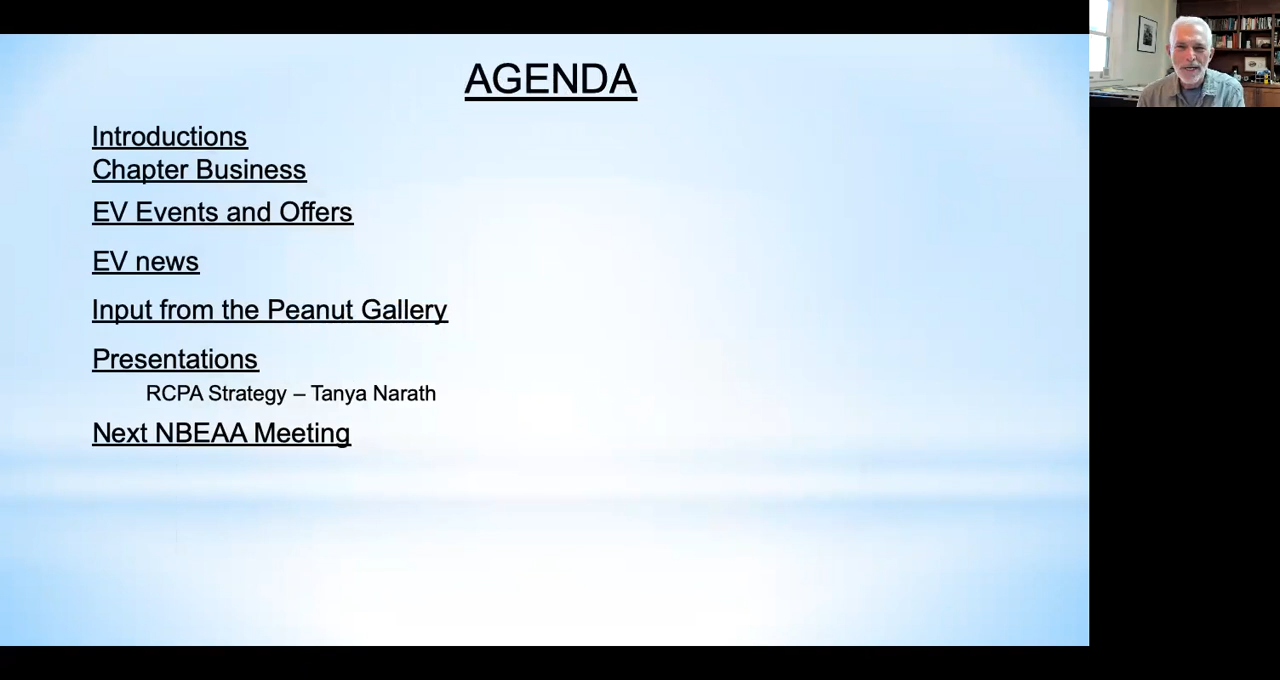 AGENDA
Introductions
Chapter Business
EV Events and Offers
EV news
Input from the Peanut Gallery
Presentations
RCPA Strategy – Tanya Narath
Next NBEAA Meeting